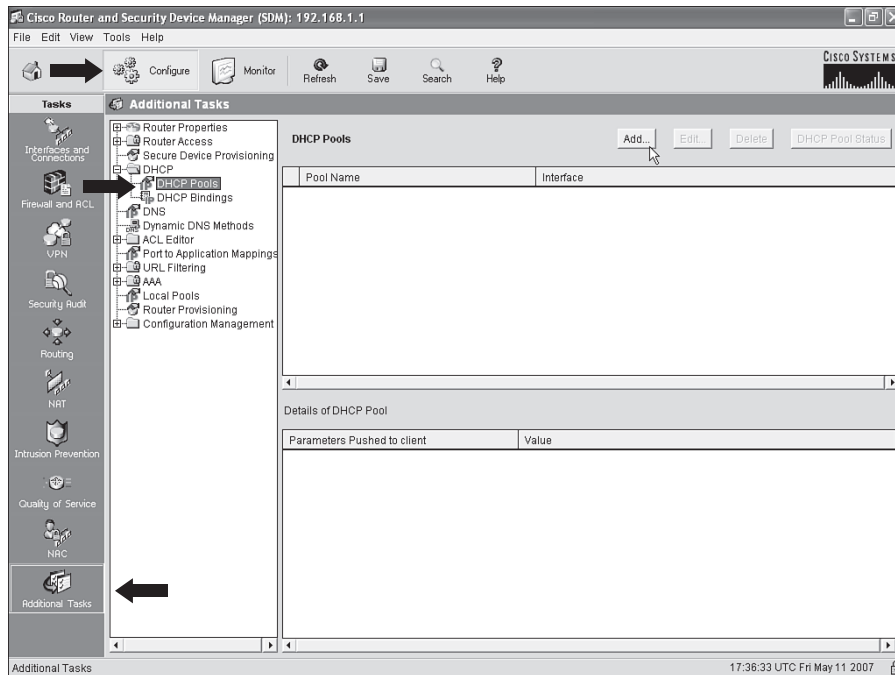 Cisco Router and Security Device Manager (SDM): 192.168.1.1
File Edit View Tools Help
Configure
Monitor
Refresh
Save
Search
Help
CISCO SYSTEMS
Tasks
Additional Tasks
Interfaces and
Connections
Firewall and ACL
VPN
Security Audit
Routing
NAT
Intrusion Prevention
Quality of Service
NAC
Additional Tasks
Router Properties
Router Access
Secure Device Provisioning
DHCP
DHCP Pools
DHCP Bindings
DNS
Dynamic DNS Methods
ACL Editor
Port to Application Mappings
URL Filtering
AAA
Local Pools
Router Provisioning
Configuration Management
DHCP Pools
Add...
Edit...
Delete
DHCP Pool Status
Pool Name
Interface
Details of DHCP Pool
Parameters Pushed to client
Value
Additional Tasks
17:36:33 UTC Fri May 11 2007